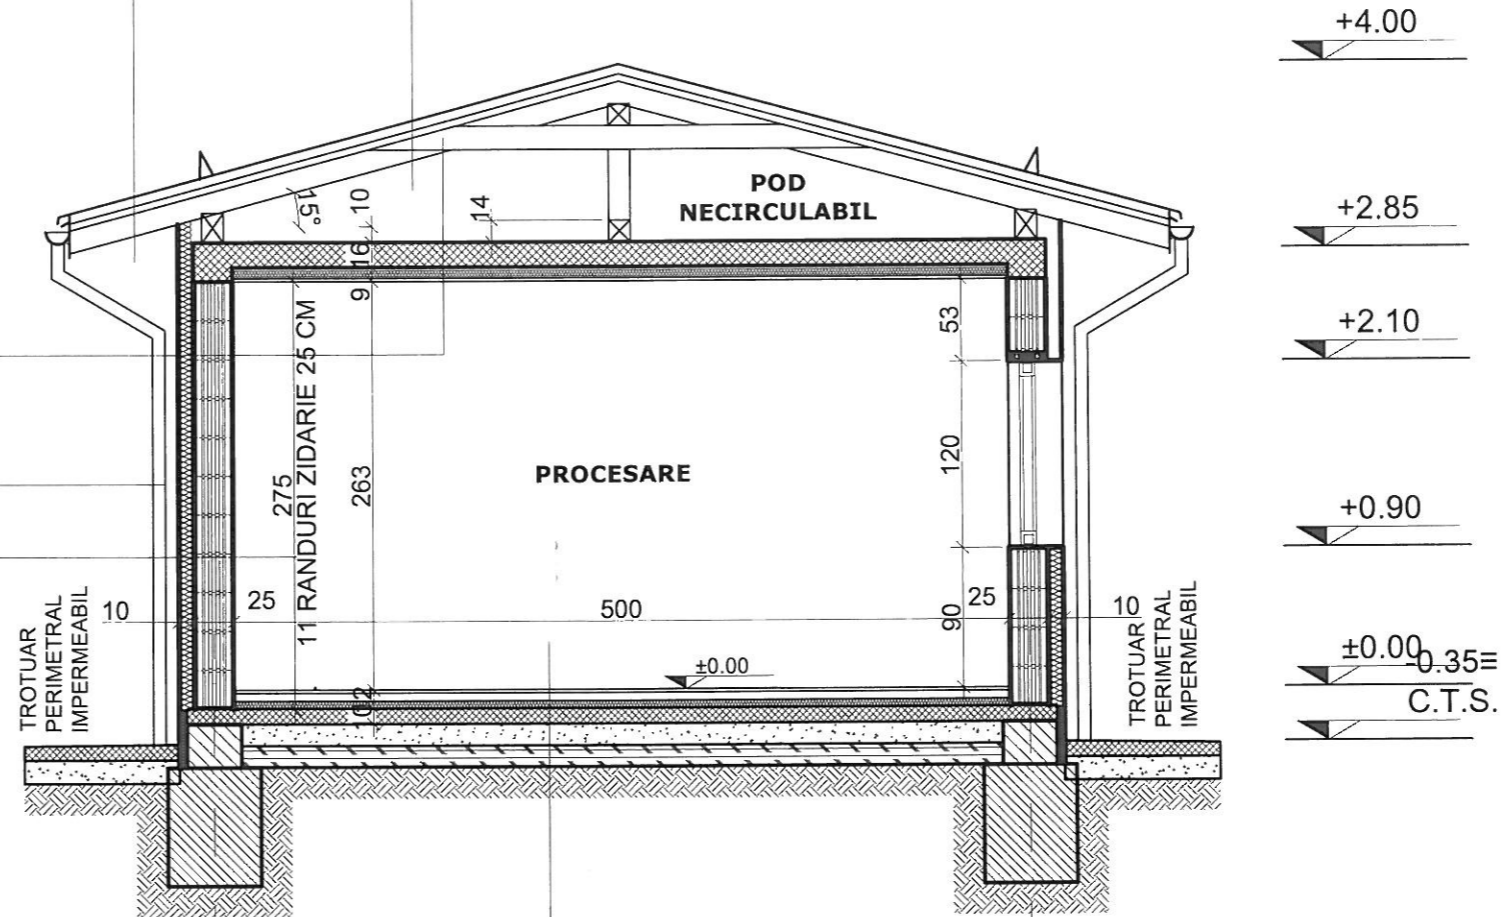 +4.00
POD
NECIRCULABIL
15°
10
14
+2.85
16
9
53
+2.10
11 RANDURI ZIDARIE 25 CM
275
263
PROCESARE
120
+0.90
TROTUAR
PERIMETRAL
IMPERMEABIL
10
25
500
90
25
10
TROTUAR
PERIMETRAL
IMPERMEABIL
±0.00
±0.00
-0.35≡
C.T.S.
12